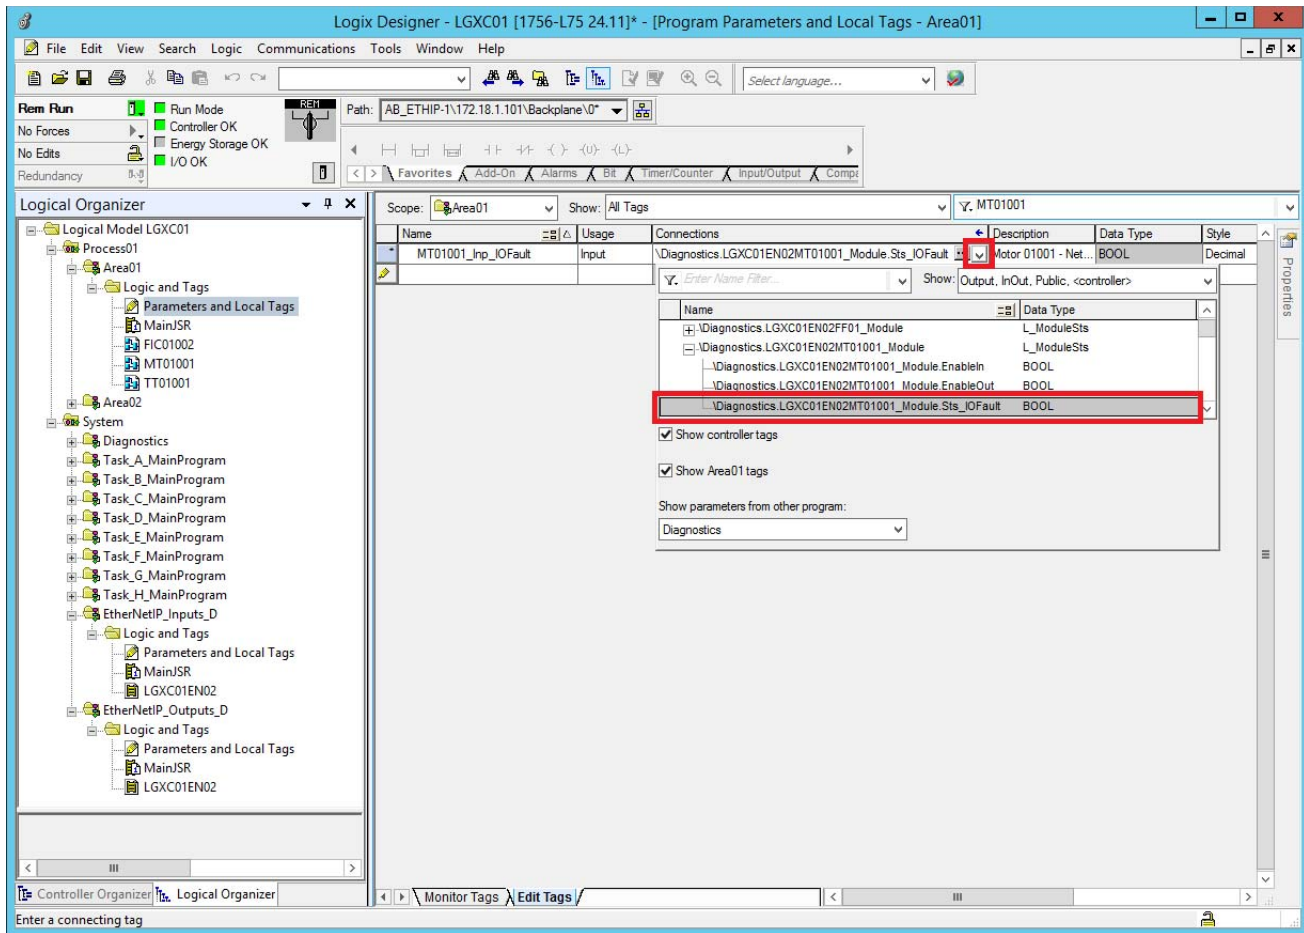 Logix Designer - LGXC01 [1756-L75 24.11]* - [Program Parameters and Local Tags - Area01]
File Edit View Search Logic Communications Tools Window Help
Select language...
Rem Run
Run Mode
REM
Path: AB_ETHIP-1\172.18.1.101\Backplane\0*
No Forces
Controller OK
Energy Storage OK
No Edits
I/O OK
Redundancy
Favorites Add-On Alarms Bit Timer/Counter Input/Output Compa
Logical Organizer
Scope: Area01 Show: All Tags MT01001
Name Usage Connections Description Data Type Style
MT01001_Inp_IOFault Input \Diagnostics.LGXC01EN02MT01001_Module.Sts_IOFault Motor 01001 - Net... BOOL Decimal
Enter Name Filter... Show: Output, InOut, Public, <controller>
Name Data Type
\Diagnostics.LGXC01EN02FF01_Module L_ModuleSts
\Diagnostics.LGXC01EN02MT01001_Module L_ModuleSts
\Diagnostics.LGXC01EN02MT01001_Module.EnableIn BOOL
\Diagnostics.LGXC01EN02MT01001_Module.EnableOut BOOL
\Diagnostics.LGXC01EN02MT01001_Module.Sts_IOFault BOOL
Show controller tags
Show Area01 tags
Show parameters from other program:
Diagnostics
Properties
Logical Model LGXC01
Process01
Area01
Logic and Tags
Parameters and Local Tags
MainJSR
FIC01002
MT01001
TT01001
Area02
System
Diagnostics
Task_A_MainProgram
Task_B_MainProgram
Task_C_MainProgram
Task_D_MainProgram
Task_E_MainProgram
Task_F_MainProgram
Task_G_MainProgram
Task_H_MainProgram
EtherNetIP_Inputs_D
Logic and Tags
Parameters and Local Tags
MainJSR
LGXC01EN02
EtherNetIP_Outputs_D
Logic and Tags
Parameters and Local Tags
MainJSR
LGXC01EN02
Controller Organizer Logical Organizer
Monitor Tags Edit Tags
Enter a connecting tag